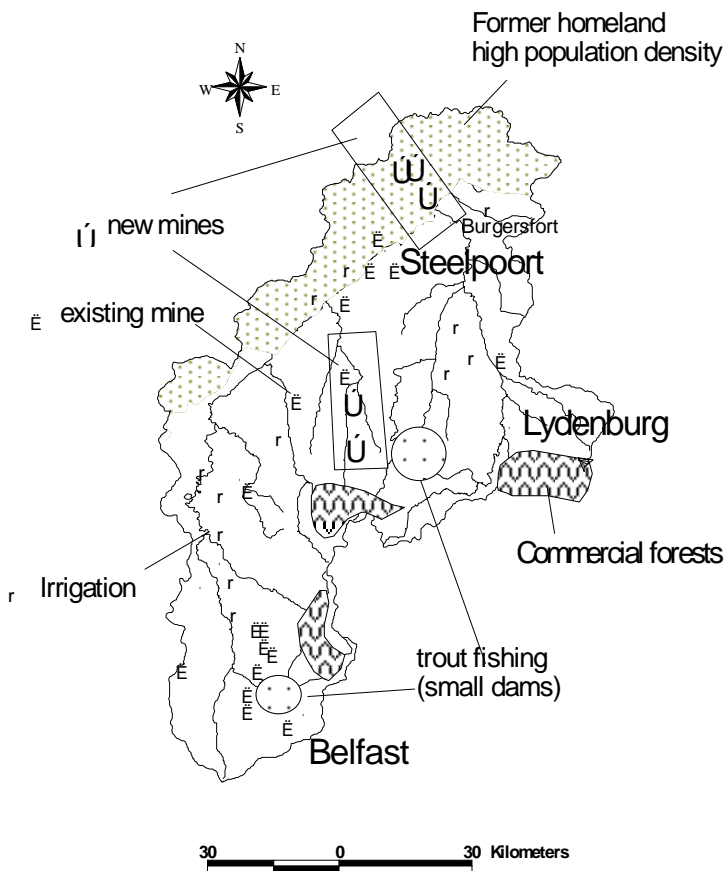 Former homeland
high population density
N
W E
S
Ú Ú
Ú
Ú new mines
r
Burgersfort
Ë
Steelpoort
r Ë Ë
r Ë
Ë existing mine
r
r
Ë r Ë
Ë
Ú
Lydenburg
r
Ú
r
Ë
r
Commercial forests
r
r Irrigation
r
r
Ë Ë
Ë
Ë
trout fishing
(small dams)
Ë
Ë
Ë
Ë
Ë
Belfast
30 0 30 Kilometers